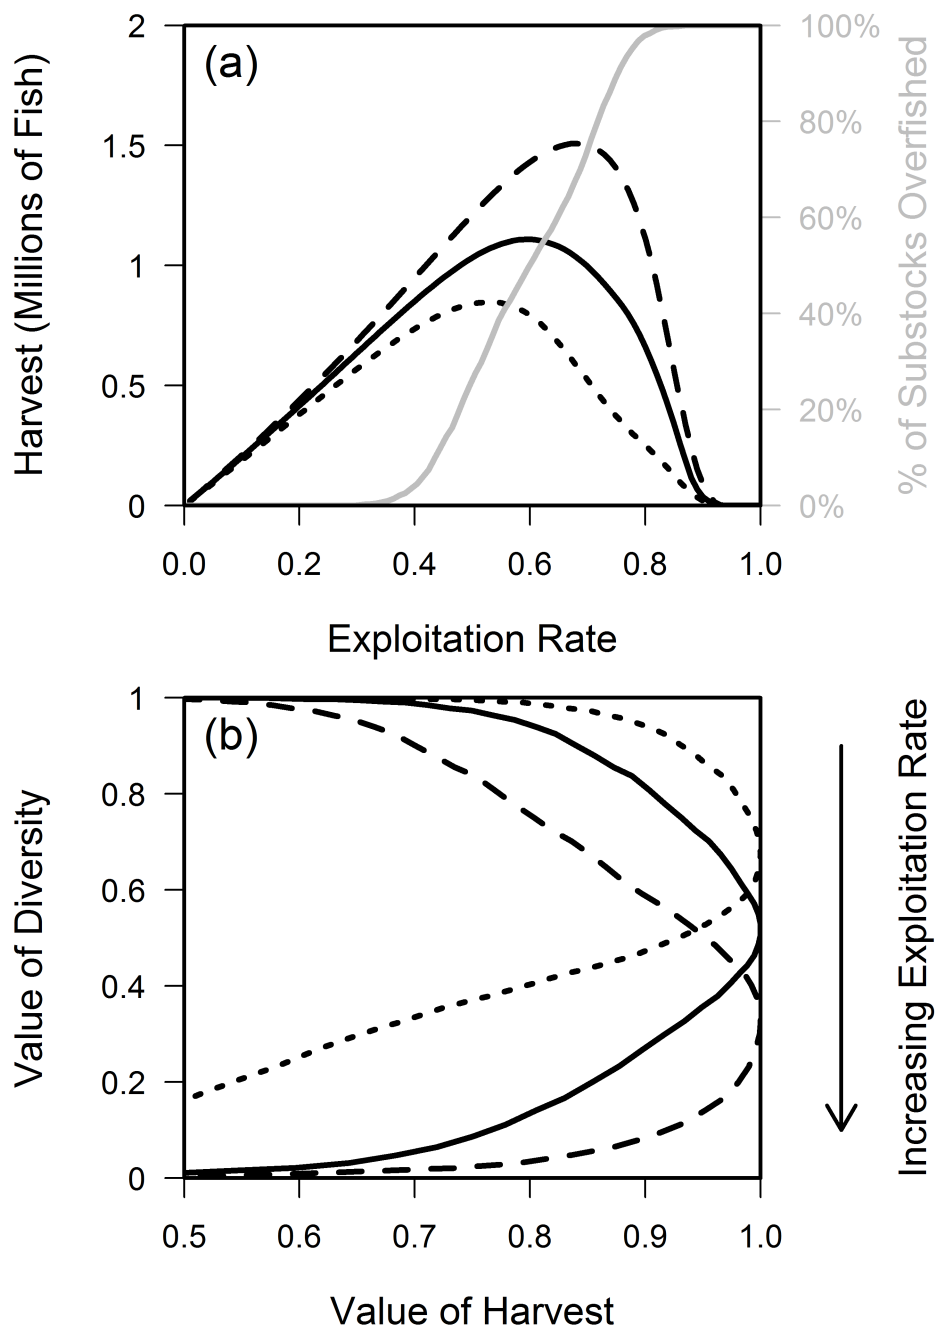 (a)
Harvest (Millions of Fish)
2
1.5
1
0.5
0
100%
80%
60%
40%
20%
0%
% of Substocks Overfished
0.0 0.2 0.4 0.6 0.8 1.0
Exploitation Rate
(b)
Value of Diversity
1
0.8
0.6
0.4
0.2
0
Increasing Exploitation Rate
0.5 0.6 0.7 0.8 0.9 1.0
Value of Harvest